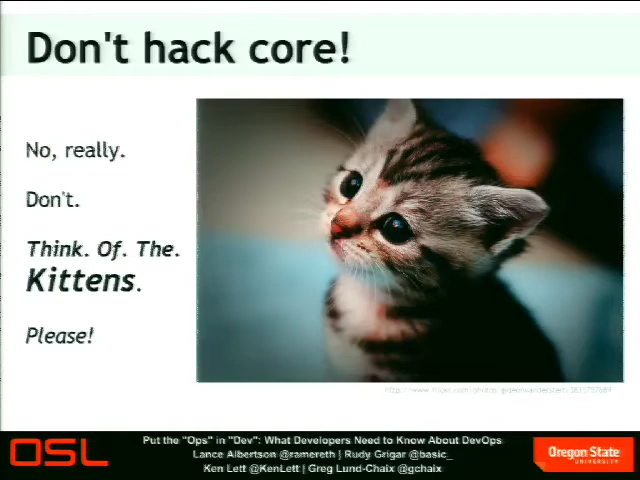 Don't hack core!
No, really.
Don't.
Think. Of. The.
Kittens.
Please!
OSL
Put the "Ops" in "Dev": What Developers Need to Know About DevOps
Lance Albertson @ramereth | Rudy Grigar @basic_
Ken Lett @KenLett | Greg Lund-Chaix @gchaix
Oregon State
UNIVERSITY